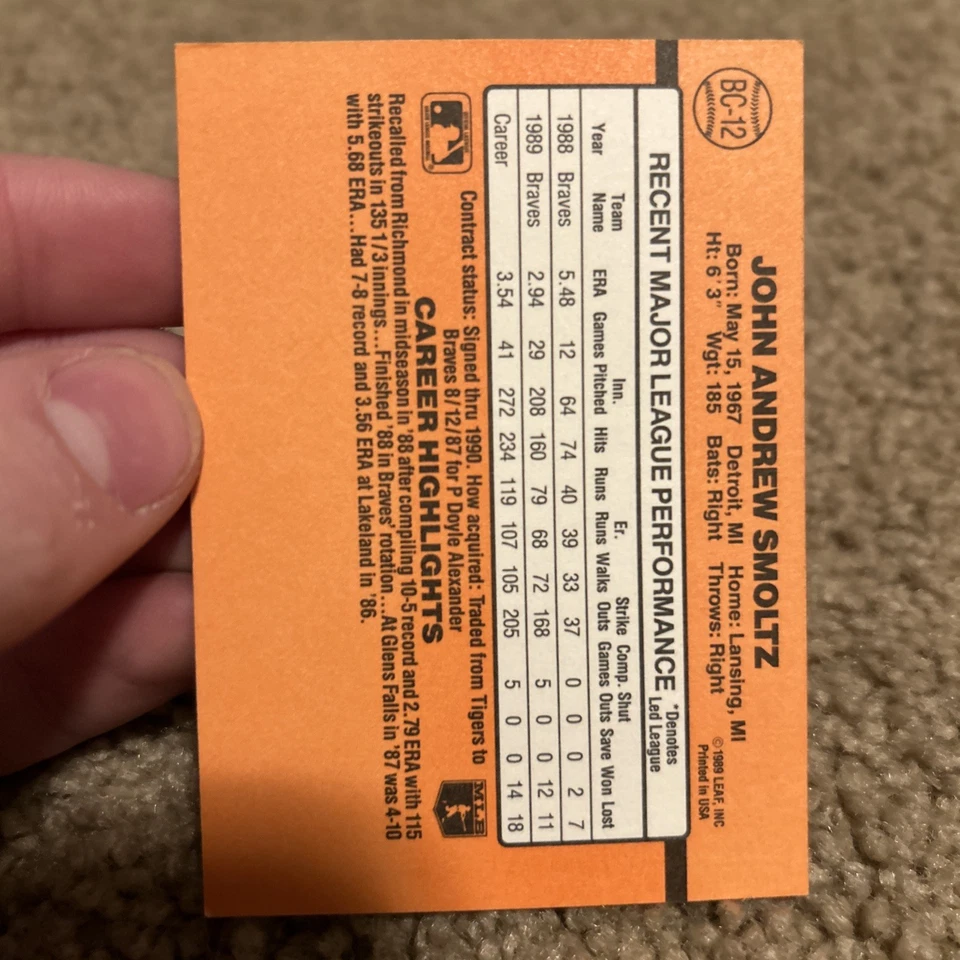 BC-12
JOHN ANDREW SMOLTZ
Born: May 15, 1967 Detroit, MI Home: Lansing, MI
Ht: 6' 3" Wgt: 185 Bats: Right Throws: Right
© 1989 LEAF, INC
Printed in USA
RECENT MAJOR LEAGUE PERFORMANCE *Denotes
Led League
Team Inn. Er. Strike Comp. Shut
Year Name ERA Games Pitched Hits Runs Runs Walks Outs Games Outs Save Won Lost
1988 Braves 5.48 12 64 74 40 39 33 37 0 0 0 2 7
1989 Braves 2.94 29 208 160 79 68 72 168 5 0 0 12 11
Career 3.54 41 272 234 119 107 105 205 5 0 0 14 18
Contract status: Signed thru 1990. How acquired: Traded from Tigers to
Braves 8/12/87 for P Doyle Alexander
MLB
CAREER HIGHLIGHTS
Recalled from Richmond in midseason in '88 after compiling 10-5 record and 2.79 ERA with 115
strikeouts in 135 1/3 innings...Finished '88 in Braves' rotation...At Glens Falls in '87 was 4-10
with 5.68 ERA...Had 7-8 record and 3.56 ERA at Lakeland in '86.